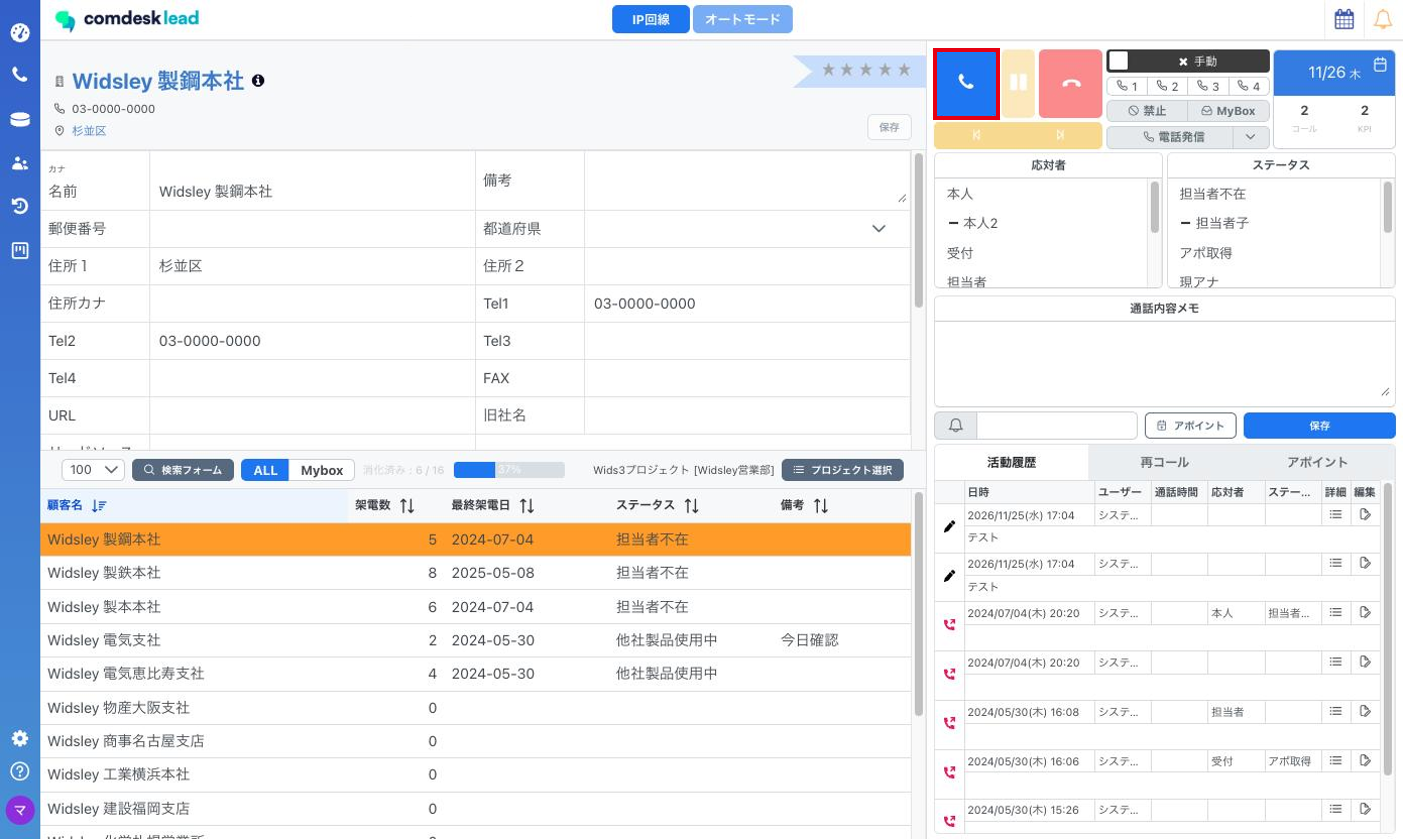 comdesk lead
IP回線 オートモード
Widsley 製鋼本社
03-0000-0000
杉並区
保存
カナ
名前 Widsley 製鋼本社 備考
郵便番号 都道府県
住所1 杉並区 住所2
住所カナ Tel1 03-0000-0000
Tel2 03-0000-0000 Tel3
Tel4 FAX
URL 旧社名
100 検索フォーム ALL Mybox 消化済み : 6 / 16 37% Wids3プロジェクト [Widsley営業部] プロジェクト選択
顧客名 架電数 最終架電日 ステータス 備考
Widsley 製鋼本社 5 2024-07-04 担当者不在
Widsley 製鉄本社 8 2025-05-08 担当者不在
Widsley 製本本社 6 2024-07-04 担当者不在
Widsley 電気支社 2 2024-05-30 他社製品使用中 今日確認
Widsley 電気恵比寿支社 4 2024-05-30 他社製品使用中
Widsley 物産大阪支社 0
Widsley 商事名古屋支店 0
Widsley 工業横浜本社 0
Widsley 建設福岡支店 0
マ
手動
1 2 3 4
禁止 MyBox
電話発信
11/26 木
2 2
コール KPI
応対者 ステータス
本人 担当者不在
ー 本人2 ー 担当者子
受付 アポ取得
担当者 現アナ
通話内容メモ
アポイント 保存
活動履歴 再コール アポイント
日時 ユーザー 通話時間 応対者 ステー... 詳細 編集
2026/11/25(水) 17:04 システ...
テスト
2026/11/25(水) 17:04 システ...
テスト
2024/07/04(木) 20:20 システ... 本人 担当者...
2024/07/04(木) 20:20 システ...
2024/05/30(木) 16:08 システ... 担当者
2024/05/30(木) 16:06 システ... 受付 アポ取得
2024/05/30(木) 15:26 システ...